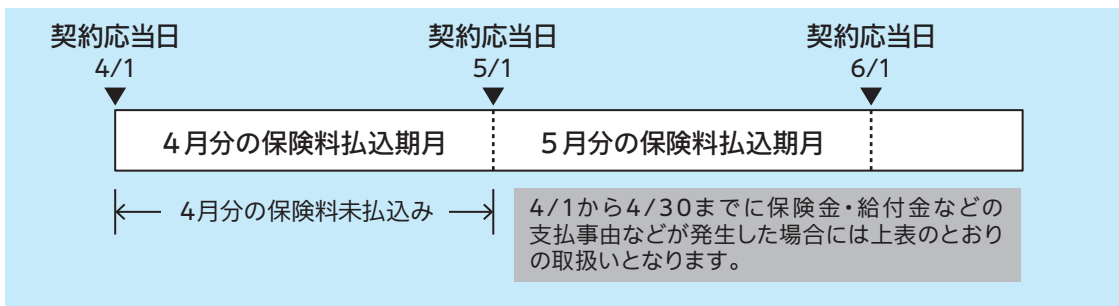 契約応当日 契約応当日 契約応当日
4/1 5/1 6/1
4月分の保険料払込期月 5月分の保険料払込期月
4月分の保険料未払込み
4/1から4/30までに保険金・給付金などの
支払事由などが発生した場合には上表のとおり
の取扱いとなります。